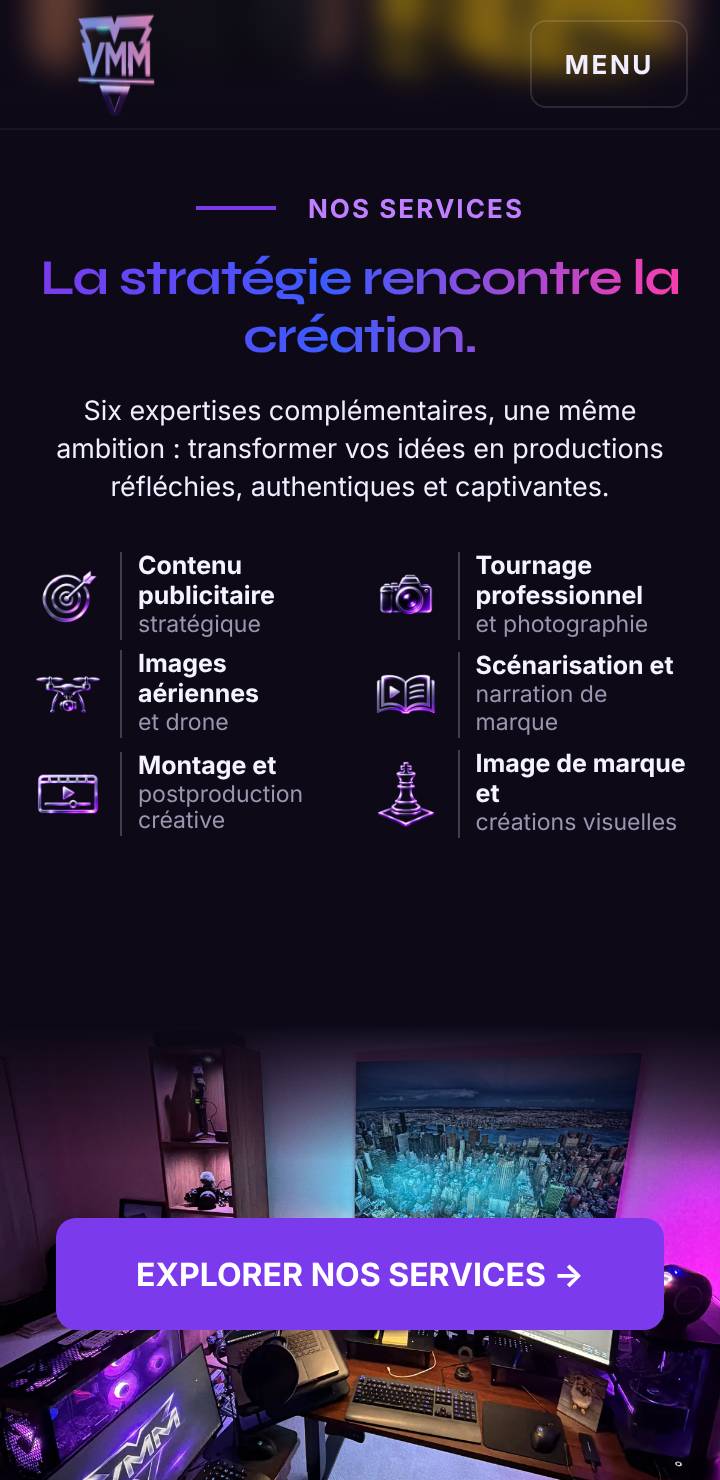 VMM
MENU
NOS SERVICES
La stratégie rencontre la
création.
Six expertises complémentaires, une même
ambition : transformer vos idées en productions
réfléchies, authentiques et captivantes.
Contenu
publicitaire
stratégique
Tournage
professionnel
et photographie
Images
aériennes
et drone
Scénarisation et
narration de
marque
Montage et
postproduction
créative
Image de marque
et
créations visuelles
EXPLORER NOS SERVICES →
VMM